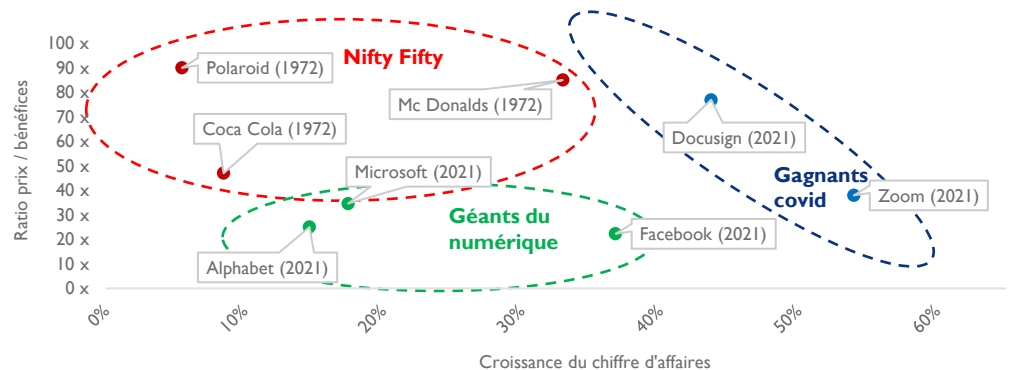 100 x
90 x
80 x
70 x
60 x
50 x
40 x
30 x
20 x
10 x
0 x
Ratio prix / bénéfices
Nifty Fifty
Polaroid (1972)
Mc Donalds (1972)
Coca Cola (1972)
Microsoft (2021)
Docusign (2021)
Gagnants
covid
Zoom (2021)
Géants du
numérique
Facebook (2021)
Alphabet (2021)
0%
10%
20%
30%
40%
50%
60%
Croissance du chiffre d'affaires